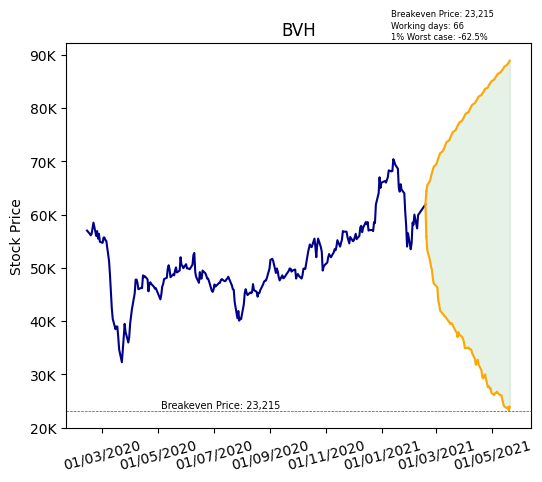 Breakeven Price: 23,215
Working days: 66
1% Worst case: -62.5%
BVH
90K
80K
70K
60K
50K
40K
30K
20K
Stock Price
Breakeven Price: 23,215
01/03/2020
01/05/2020
01/07/2020
01/09/2020
01/11/2020
01/01/2021
01/03/2021
01/05/2021